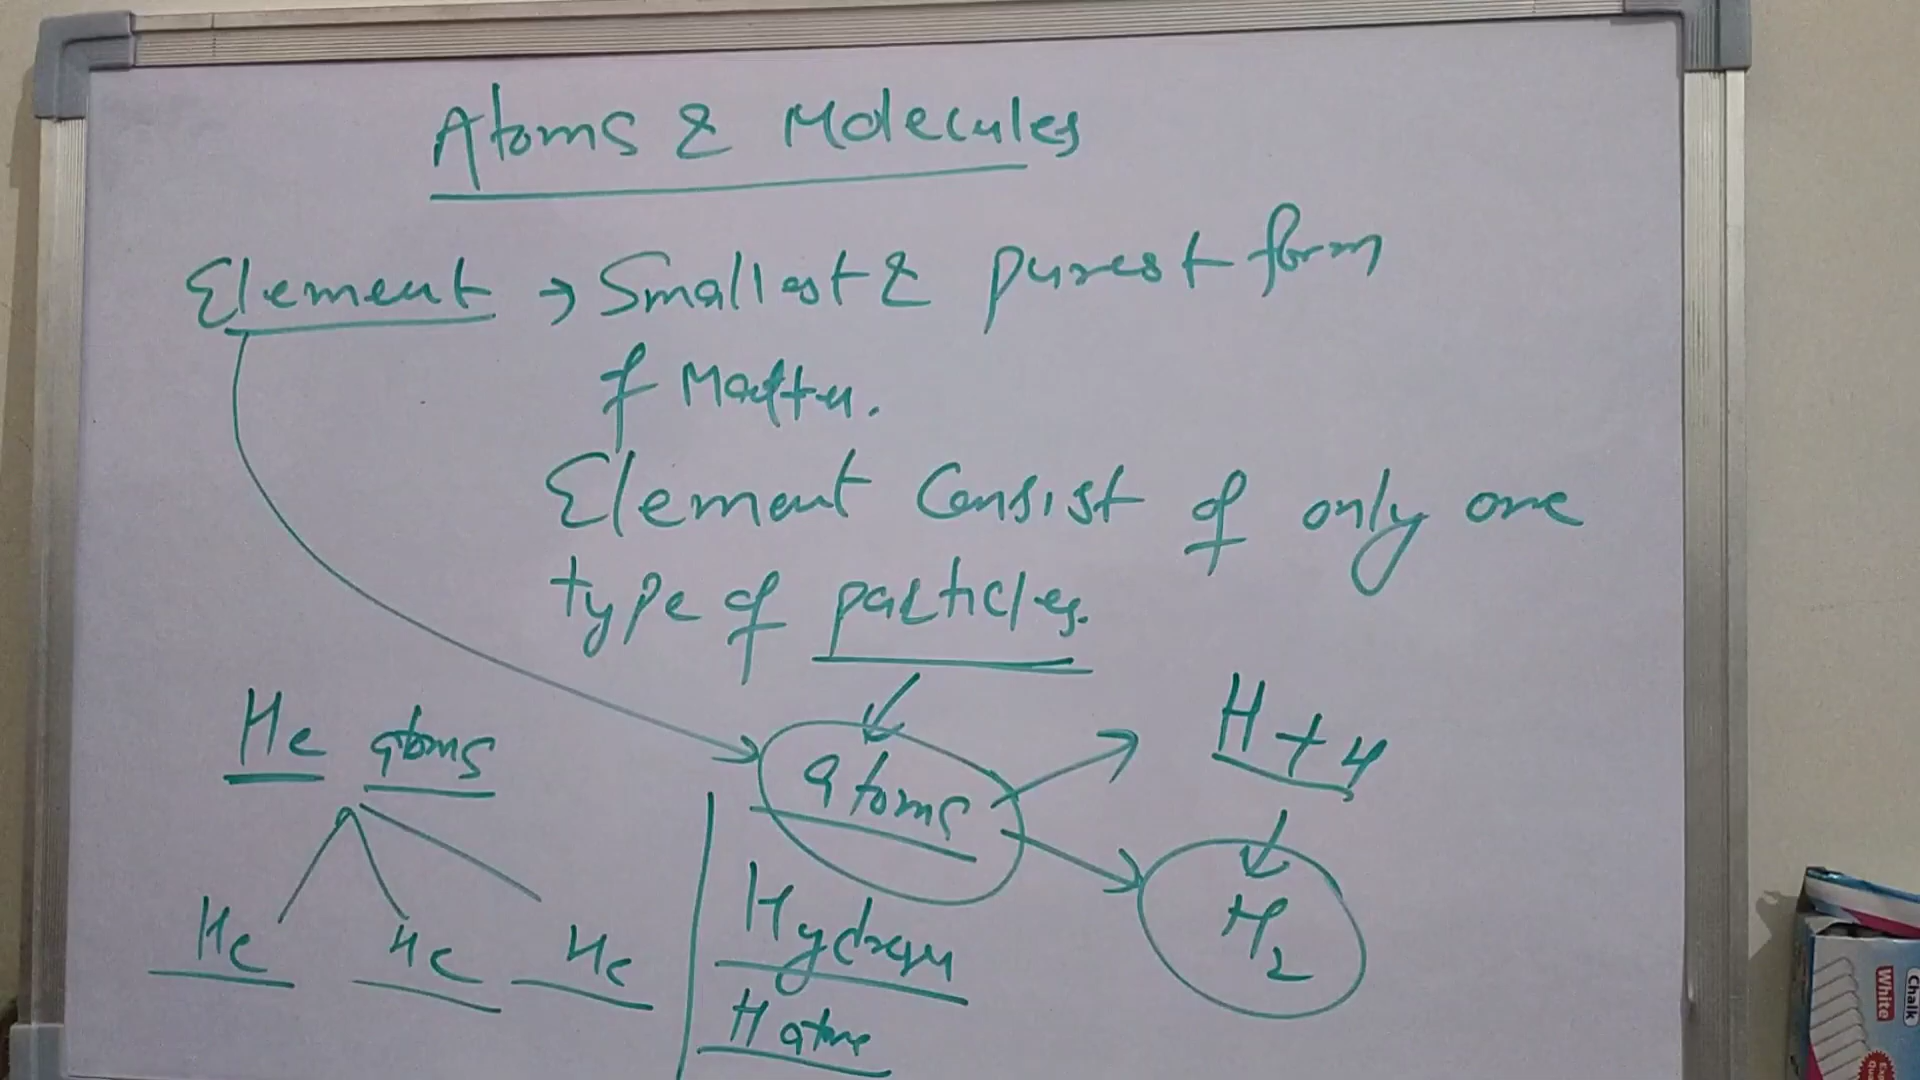 Atoms & Molecules
Element → Smallest & purest form
of Matter.
Element Consist of only one
type of particles.
He atoms
atoms
H + H
He He He
Hydrogen
H2
H atoms
Chalk
White